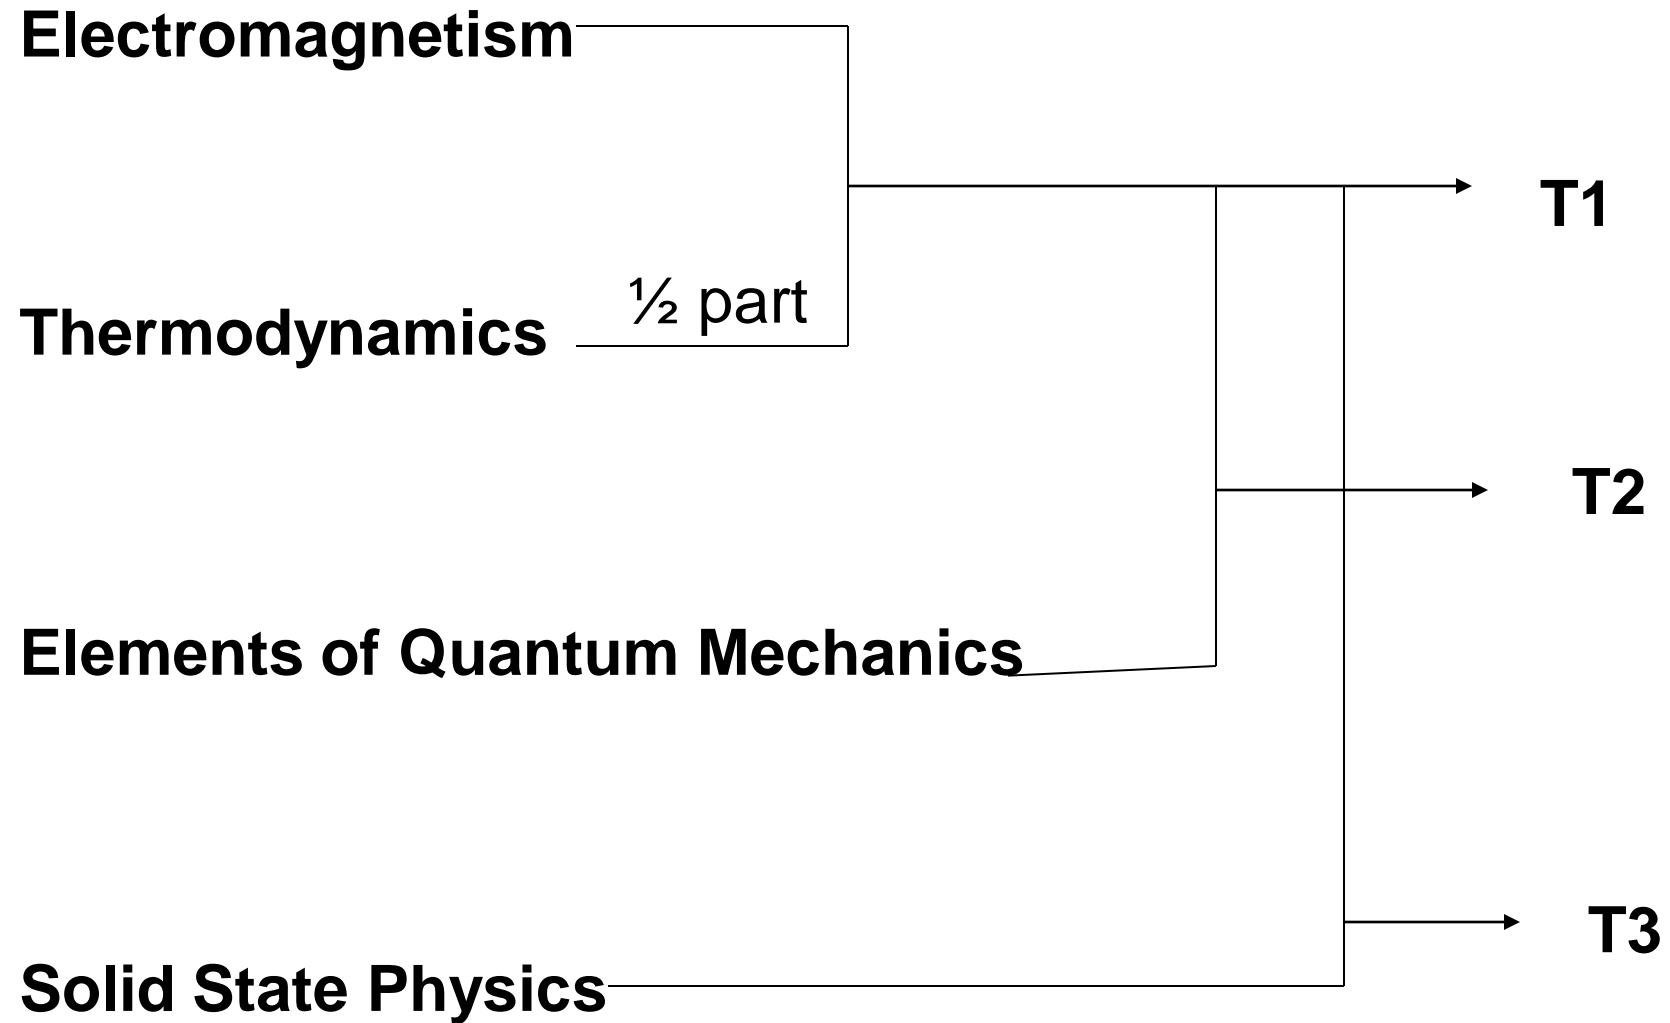 Electromagnetism
T1
½ part
Thermodynamics
T2
Elements of Quantum Mechanics
T3
Solid State Physics